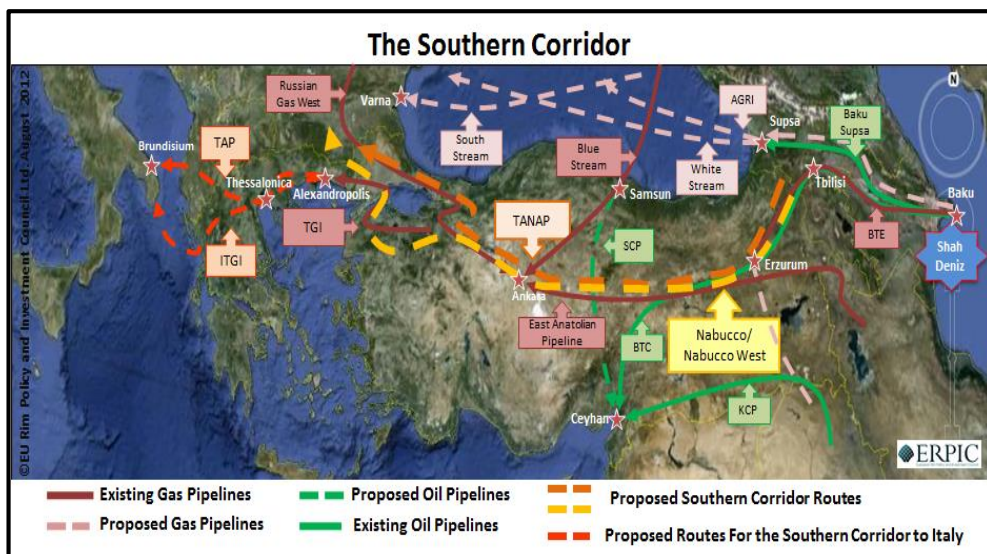 The Southern Corridor
©EU Rim Policy and Investment Council Ltd. August 2012
N
Russian
Gas West
Varna
AGRI
Supsa
Baku
Supsa
Brundisium
TAP
South
Stream
Blue
Stream
White
Stream
Tbilisi
Thessalonica
Alexandropolis
Samsun
Baku
TGI
TANAP
BTE
Shah
Deniz
ITGI
SCP
Erzurum
Ankara
East Anatolian
Pipeline
BTC
Nabucco/
Nabucco West
Ceyhan
KCP
ERPIC
Existing Gas Pipelines
Proposed Oil Pipelines
Proposed Southern Corridor Routes
Proposed Gas Pipelines
Existing Oil Pipelines
Proposed Routes For the Southern Corridor to Italy